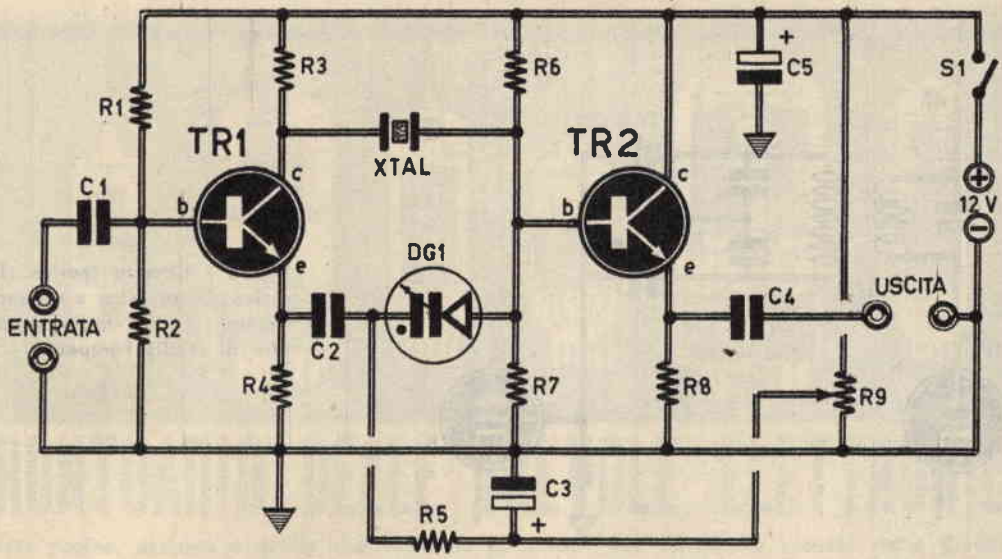 R1
R3
R6
+
C5
S1
TR1
XTAL
TR2
C1
b
c
e
b
c
e
+
12 V
−
DG1
ENTRATA
R2
C2
C4
USCITA
R4
R7
R8
R9
C3
R5
+